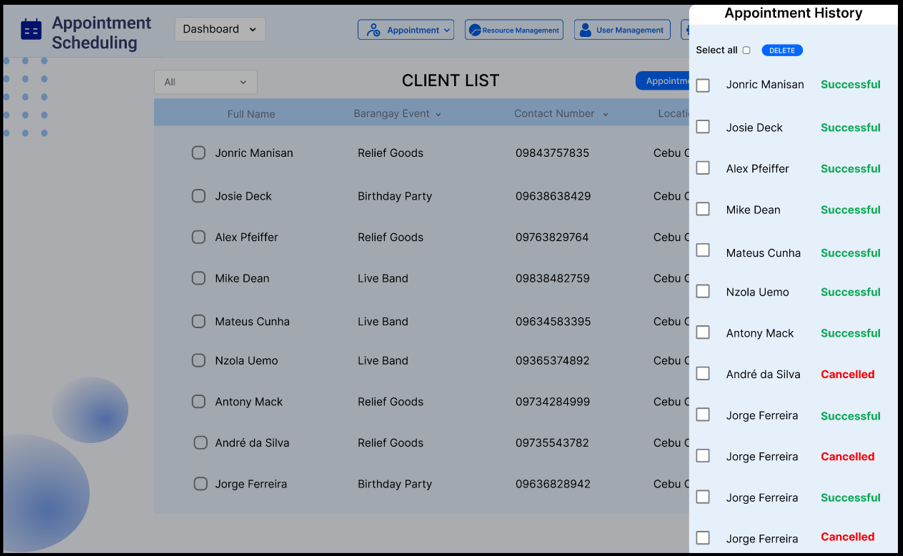 Appointment
Scheduling
Dashboard
Appointment
Resource Management
User Management
All
CLIENT LIST
Full Name
Barangay Event
Contact Number
Jonric Manisan Relief Goods 09843757835 Cebu
Josie Deck Birthday Party 09638638429 Cebu
Alex Pfeiffer Relief Goods 09763829764 Cebu
Mike Dean Live Band 09838482759 Cebu
Mateus Cunha Live Band 09634583395 Cebu
Nzola Uemo Live Band 09365374892 Cebu
Antony Mack Relief Goods 09734284999 Cebu
André da Silva Relief Goods 09735543782 Cebu
Jorge Ferreira Birthday Party 09636828942 Cebu
Appointment History
Select all DELETE
Jonric Manisan Successful
Josie Deck Successful
Alex Pfeiffer Successful
Mike Dean Successful
Mateus Cunha Successful
Nzola Uemo Successful
Antony Mack Successful
André da Silva Cancelled
Jorge Ferreira Successful
Jorge Ferreira Cancelled
Jorge Ferreira Successful
Jorge Ferreira Cancelled